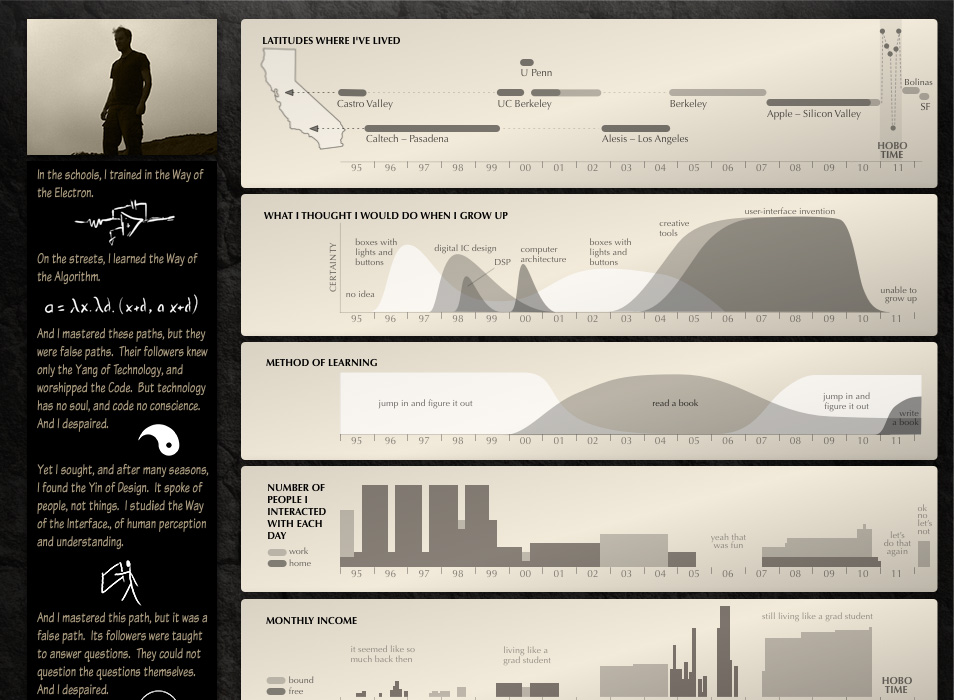 In the schools, I trained in the Way of
the Electron.
On the streets, I learned the Way of
the Algorithm.
a = λx. λd. (x+d, a x+d)
And I mastered these paths, but they
were false paths. Their followers knew
only the Yang of Technology, and
worshipped the Code. But technology
has no soul, and code no conscience.
And I despaired.
Yet I sought, and after many seasons,
I found the Yin of Design. It spoke of
people, not things. I studied the Way
of the Interface., of human perception
and understanding.
And I mastered this path, but it was a
false path. Its followers were taught
to answer questions. They could not
question the questions themselves.
And I despaired.
LATITUDES WHERE I'VE LIVED
U Penn
Castro Valley
UC Berkeley
Berkeley
Apple – Silicon Valley
Bolinas
SF
Caltech – Pasadena
Alesis – Los Angeles
HOBO
TIME
95 96 97 98 99 00 01 02 03 04 05 06 07 08 09 10 11
WHAT I THOUGHT I WOULD DO WHEN I GROW UP
CERTAINTY
no idea
boxes with
lights and
buttons
digital IC design
DSP
computer
architecture
boxes with
lights and
buttons
creative
tools
user-interface invention
unable to
grow up
95 96 97 98 99 00 01 02 03 04 05 06 07 08 09 10 11
METHOD OF LEARNING
jump in and figure it out
read a book
jump in and
figure it out
write
a book
95 96 97 98 99 00 01 02 03 04 05 06 07 08 09 10 11
NUMBER OF
PEOPLE I
INTERACTED
WITH EACH
DAY
work
home
yeah that
was fun
let's
do that
again
ok
no
let's
not
95 96 97 98 99 00 01 02 03 04 05 06 07 08 09 10 11
MONTHLY INCOME
bound
free
it seemed like so
much back then
living like a
grad student
still living like a grad student
HOBO
TIME